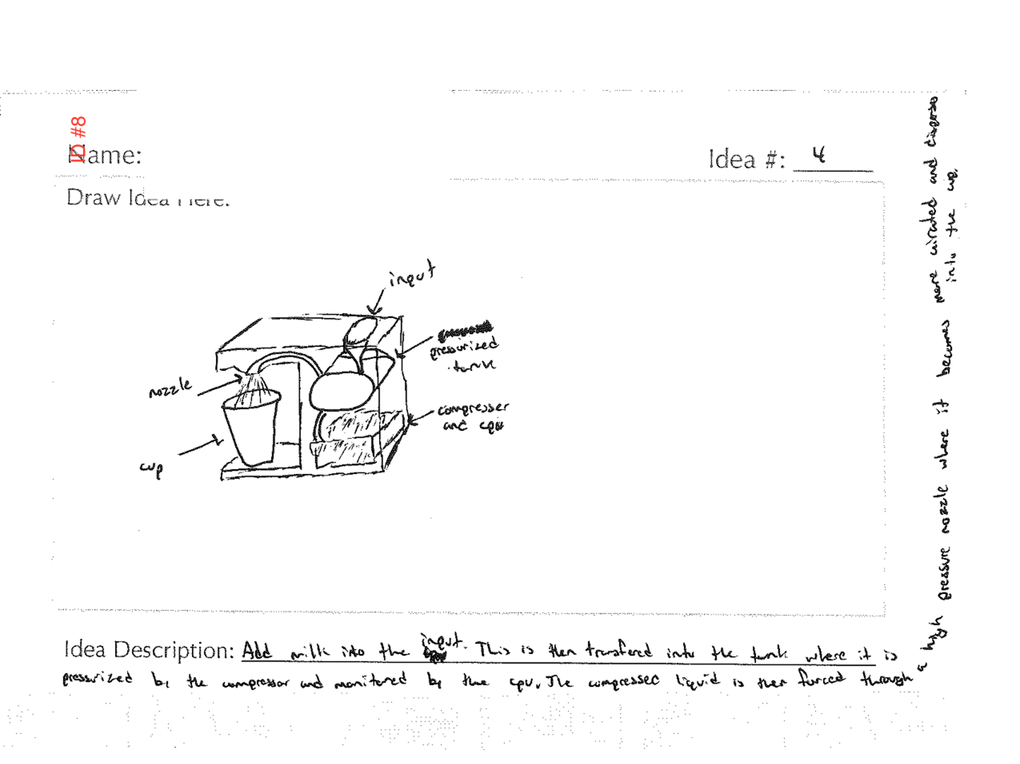 ID #8
Name:
Idea #: 4
Draw Idea Here:
input
pressurized
tank
nozzle
compresser
and cpu
cup
Idea Description: Add milk into the input. This is then transfered into the tank where it is
pressurized by the compressor and monitored by the cpu. The compressed liquid is then forced through
a high pressure nozzle where it becomes more airated and dispenses
into the cup.